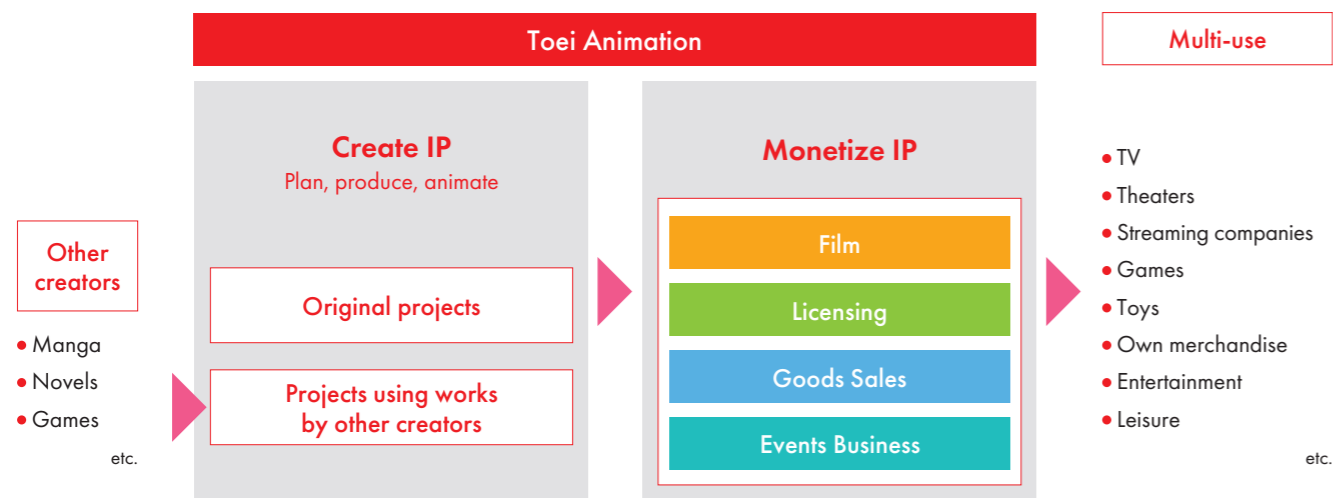 Toei Animation
Multi-use
Other
creators
• Manga
• Novels
• Games
etc.
Create IP
Plan, produce, animate
Original projects
Projects using works
by other creators
Monetize IP
Film
Licensing
Goods Sales
Events Business
• TV
• Theaters
• Streaming companies
• Games
• Toys
• Own merchandise
• Entertainment
• Leisure
etc.